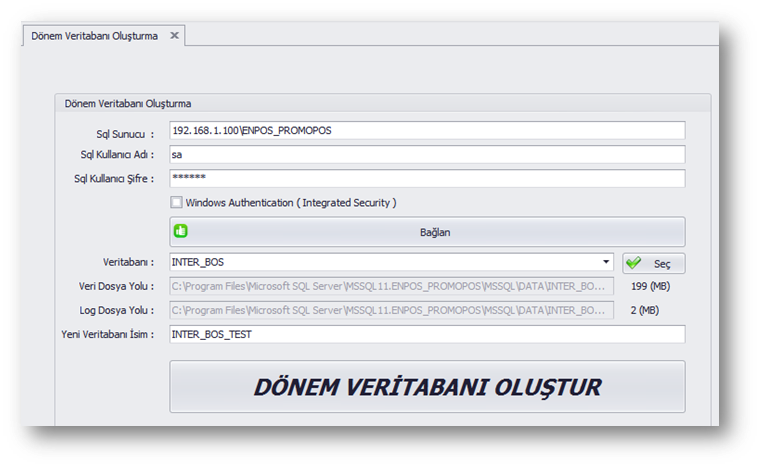 Dönem Veritabanı Oluşturma
Dönem Veritabanı Oluşturma
Sql Sunucu : 192.168.1.100\ENPOS_PROMOPOS
Sql Kullanıcı Adı : sa
Sql Kullanıcı Şifre : ******
Windows Authentication ( Integrated Security )
Bağlan
Veritabanı : INTER_BOS Seç
Veri Dosya Yolu : C:\Program Files\Microsoft SQL Server\MSSQL11.ENPOS_PROMOPOS\MSSQL\DATA\INTER_BO... 199 (MB)
Log Dosya Yolu : C:\Program Files\Microsoft SQL Server\MSSQL11.ENPOS_PROMOPOS\MSSQL\DATA\INTER_BO... 2 (MB)
Yeni Veritabanı İsim : INTER_BOS_TEST
DÖNEM VERİTABANI OLUŞTUR